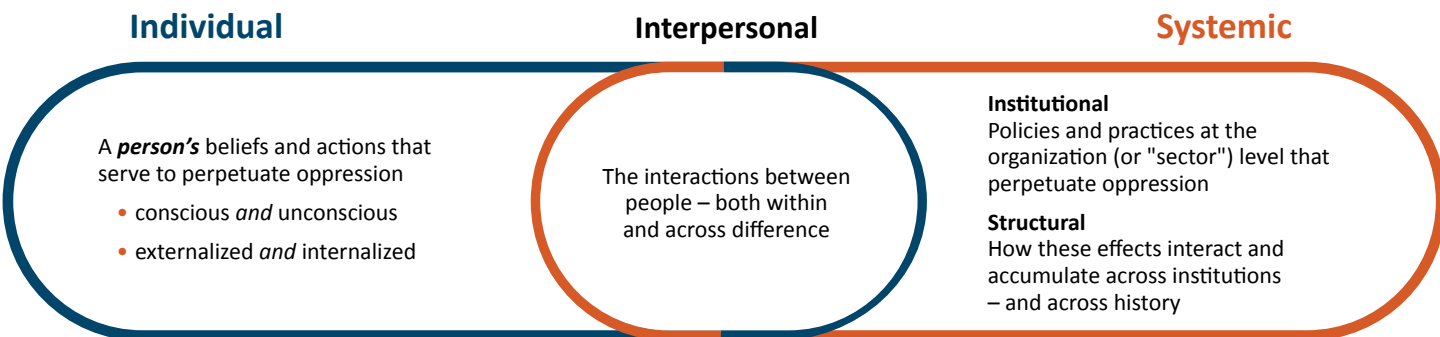 Individual
A person's beliefs and actions that
serve to perpetuate oppression
• conscious and unconscious
• externalized and internalized
Interpersonal
The interactions between
people – both within
and across difference
Systemic
Institutional
Policies and practices at the
organization (or "sector") level that
perpetuate oppression
Structural
How these effects interact and
accumulate across institutions
– and across history